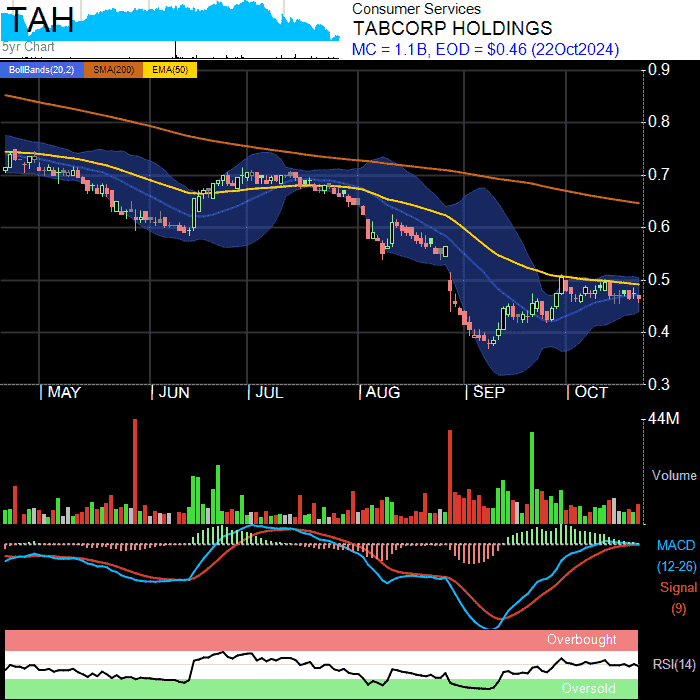 TAH
5yr Chart
Consumer Services
TABCORP HOLDINGS
MC = 1.1B, EOD = $0.46 (22Oct2024)
BollBands(20,2) SMA(200) EMA(50)
0.9
0.8
0.7
0.6
0.5
0.4
0.3
MAY JUN JUL AUG SEP OCT
44M
Volume
MACD
(12-26)
Signal
(9)
Overbought
RSI(14)
Oversold